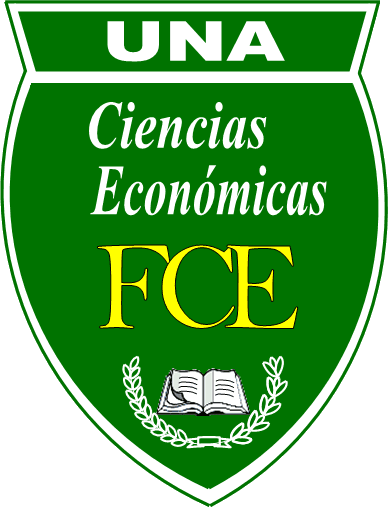 UNA
Ciencias
Económicas
FCE